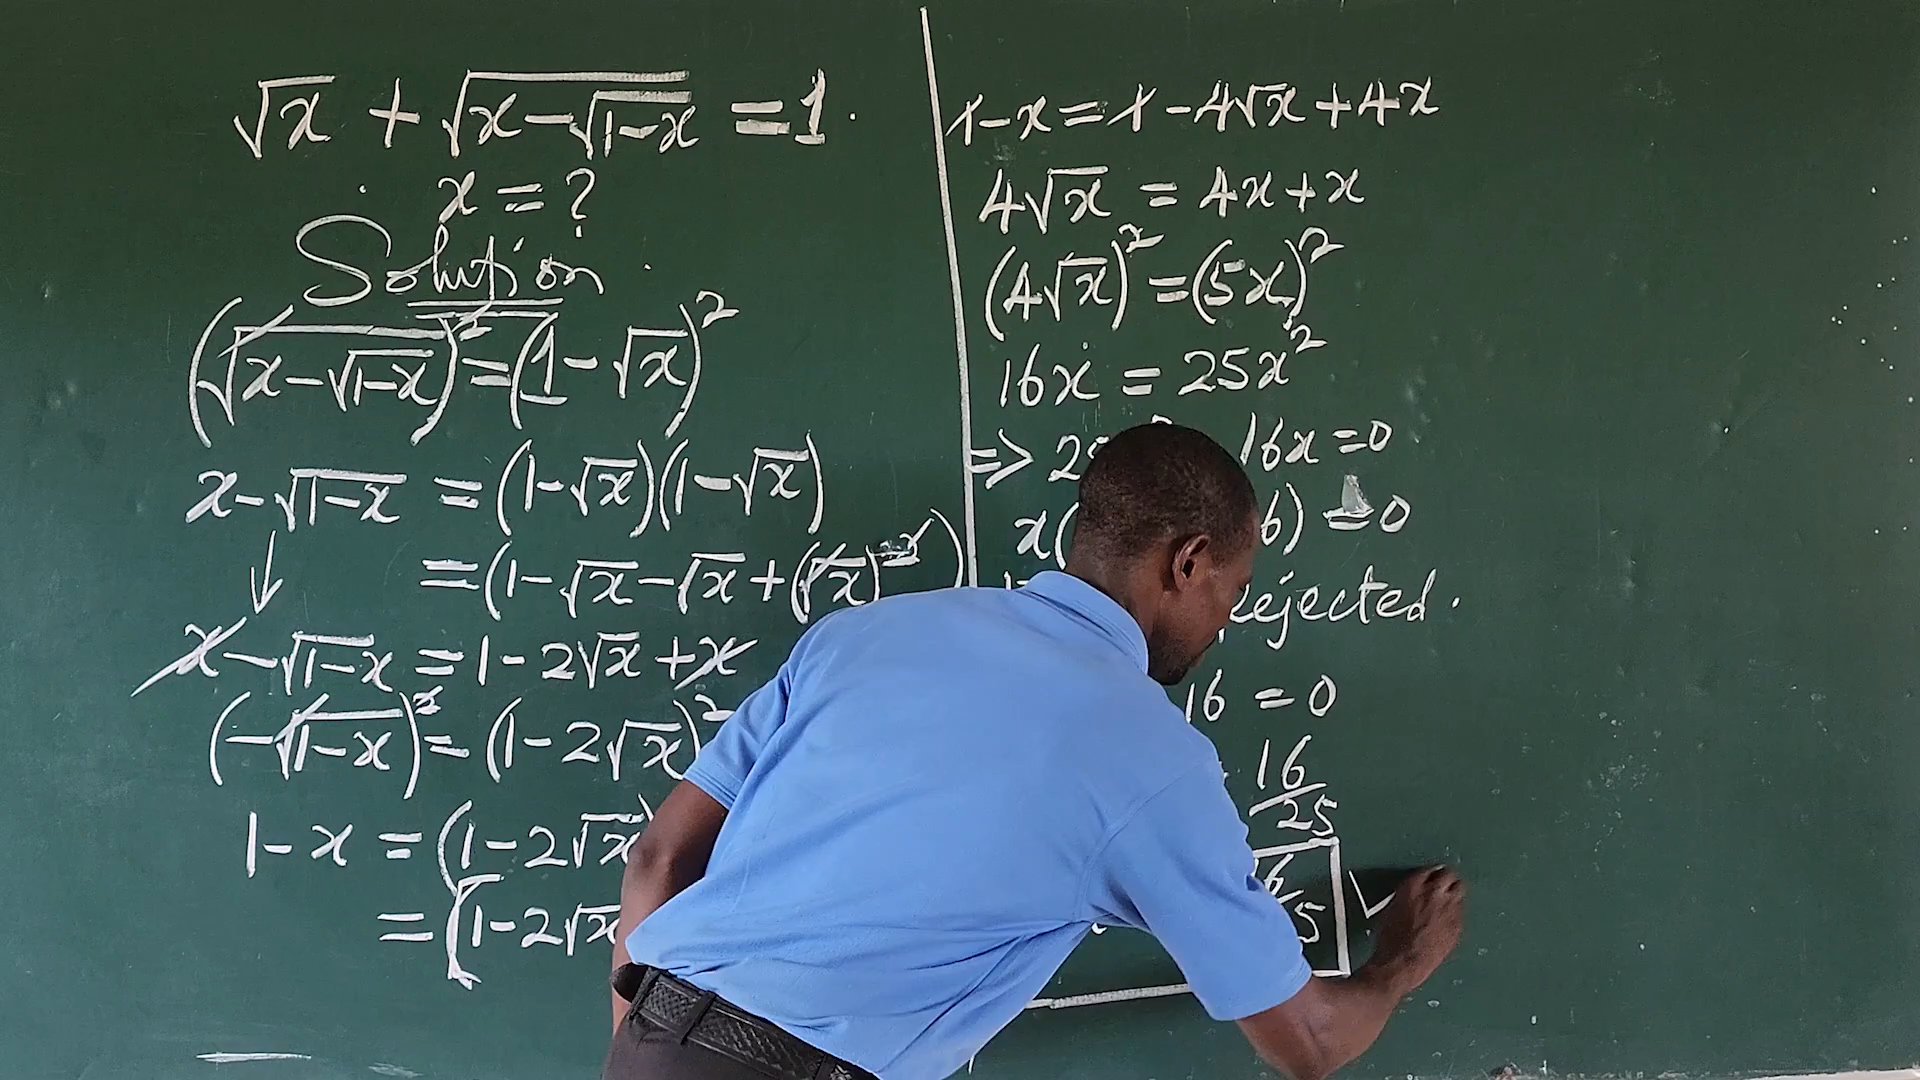 √x + √(x-√(1-x)) = 1.
x = ?
Solution
(√(x-√(1-x)))² = (1-√x)²
x-√(1-x) = (1-√x)(1-√x)
= (1-√x-√x+(√x)²)
x-√(1-x) = 1-2√x+x
(-√(1-x))² = (1-2√x)²
1-x = (1-2√x)
= (1-2√x
1-x = 1-4√x+4x
4√x = 4x+x
(4√x)² = (5x)²
16x = 25x²
⇒ 16x = 0
x( 6) = 0
rejected.
16 = 0
16/25
6/5 ✓